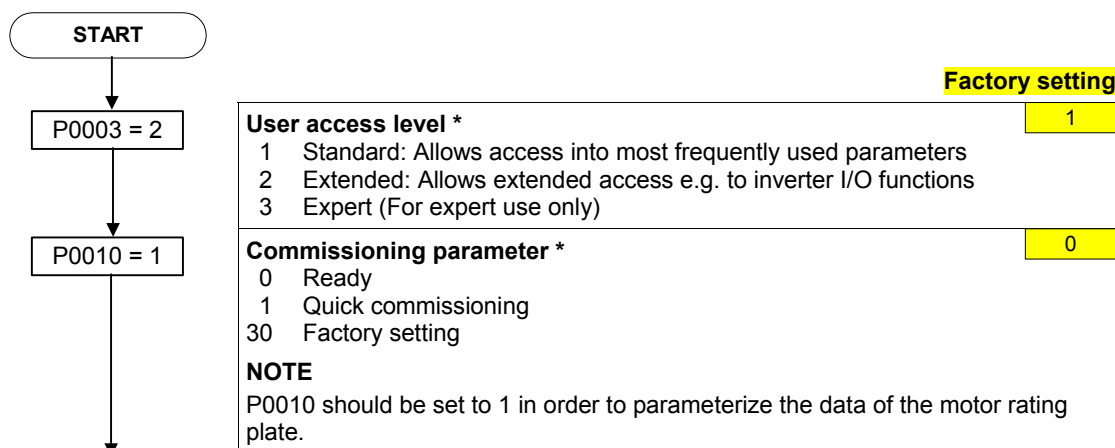 START
Factory setting
P0003 = 2
User access level *
1
1 Standard: Allows access into most frequently used parameters
2 Extended: Allows extended access e.g. to inverter I/O functions
3 Expert (For expert use only)
P0010 = 1
Commissioning parameter *
0
0 Ready
1 Quick commissioning
30 Factory setting
NOTE
P0010 should be set to 1 in order to parameterize the data of the motor rating
plate.